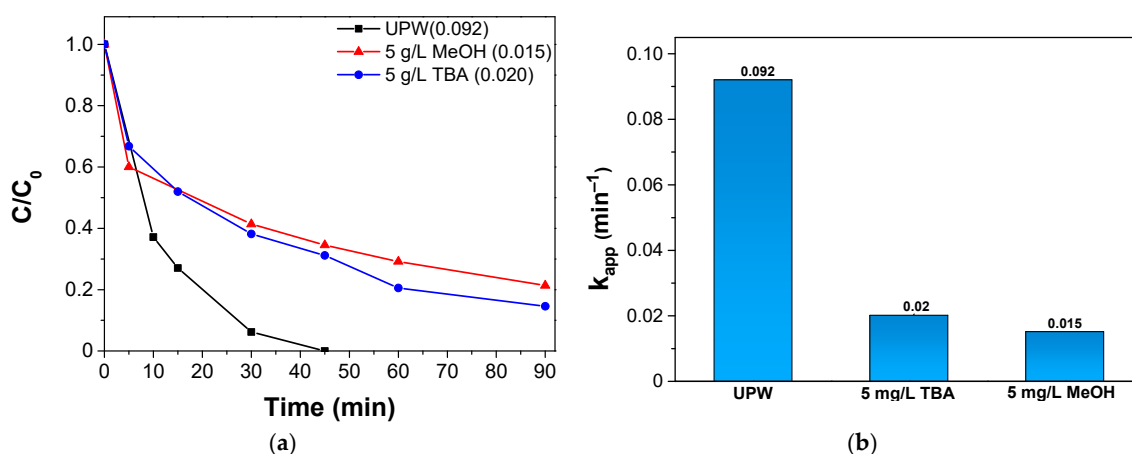 UPW(0.092)
5 g/L MeOH (0.015)
5 g/L TBA (0.020)
1.0
0.8
0.6
0.4
0.2
0
C/C0
0 10 20 30 40 50 60 70 80 90
Time (min)
(a)
0.10
0.08
0.06
0.04
0.02
0
kapp (min−1)
0.092
0.02
0.015
UPW 5 mg/L TBA 5 mg/L MeOH
(b)